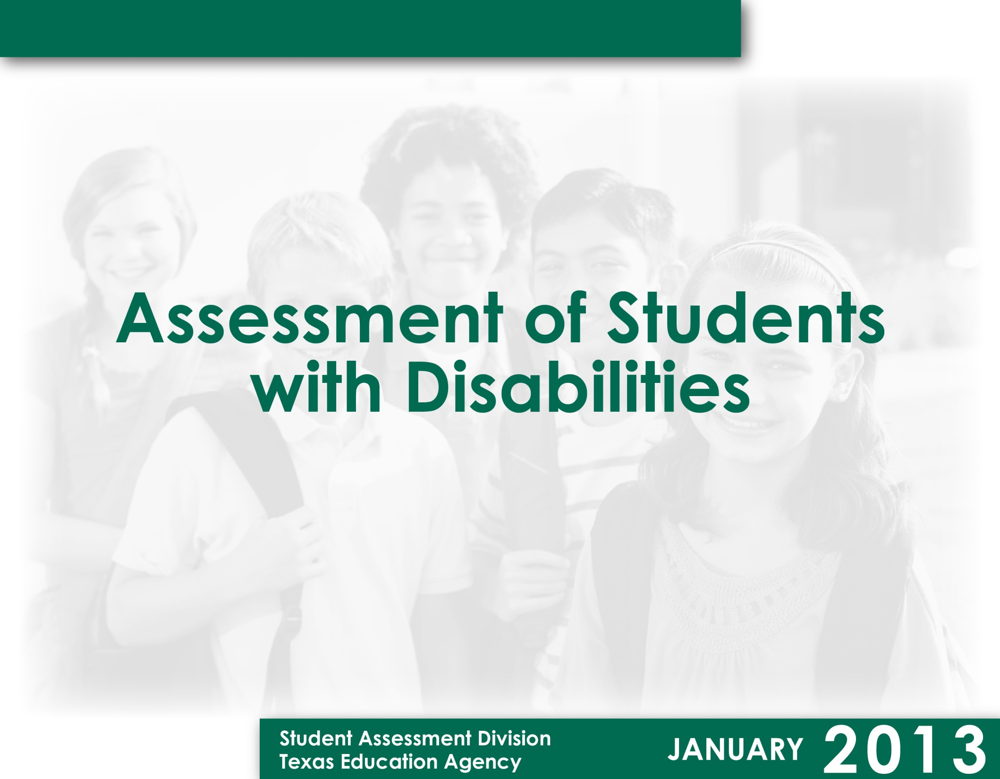 Assessment of Students
with Disabilities
Student Assessment Division
Texas Education Agency
JANUARY 2013